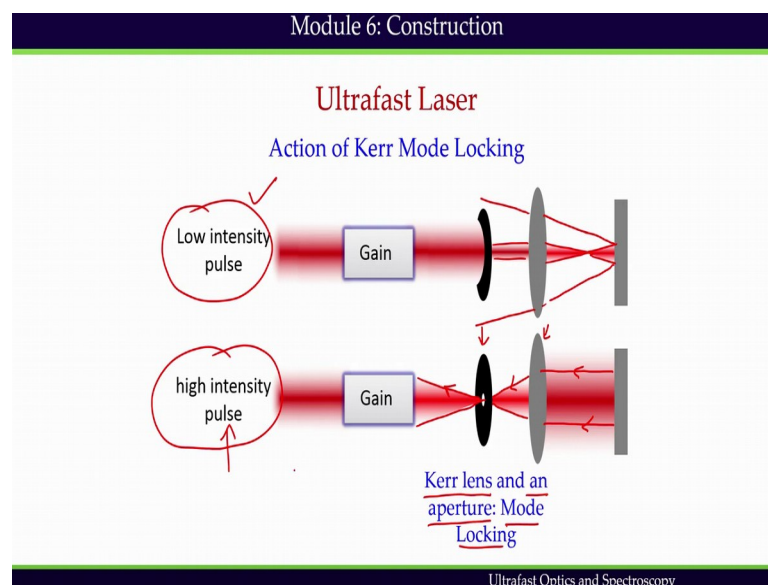 Module 6: Construction
Ultrafast Laser
Action of Kerr Mode Locking
Low intensity
pulse
Gain
high intensity
pulse
Gain
Kerr lens and an
aperture: Mode
Locking
Ultrafast Optics and Spectroscopy